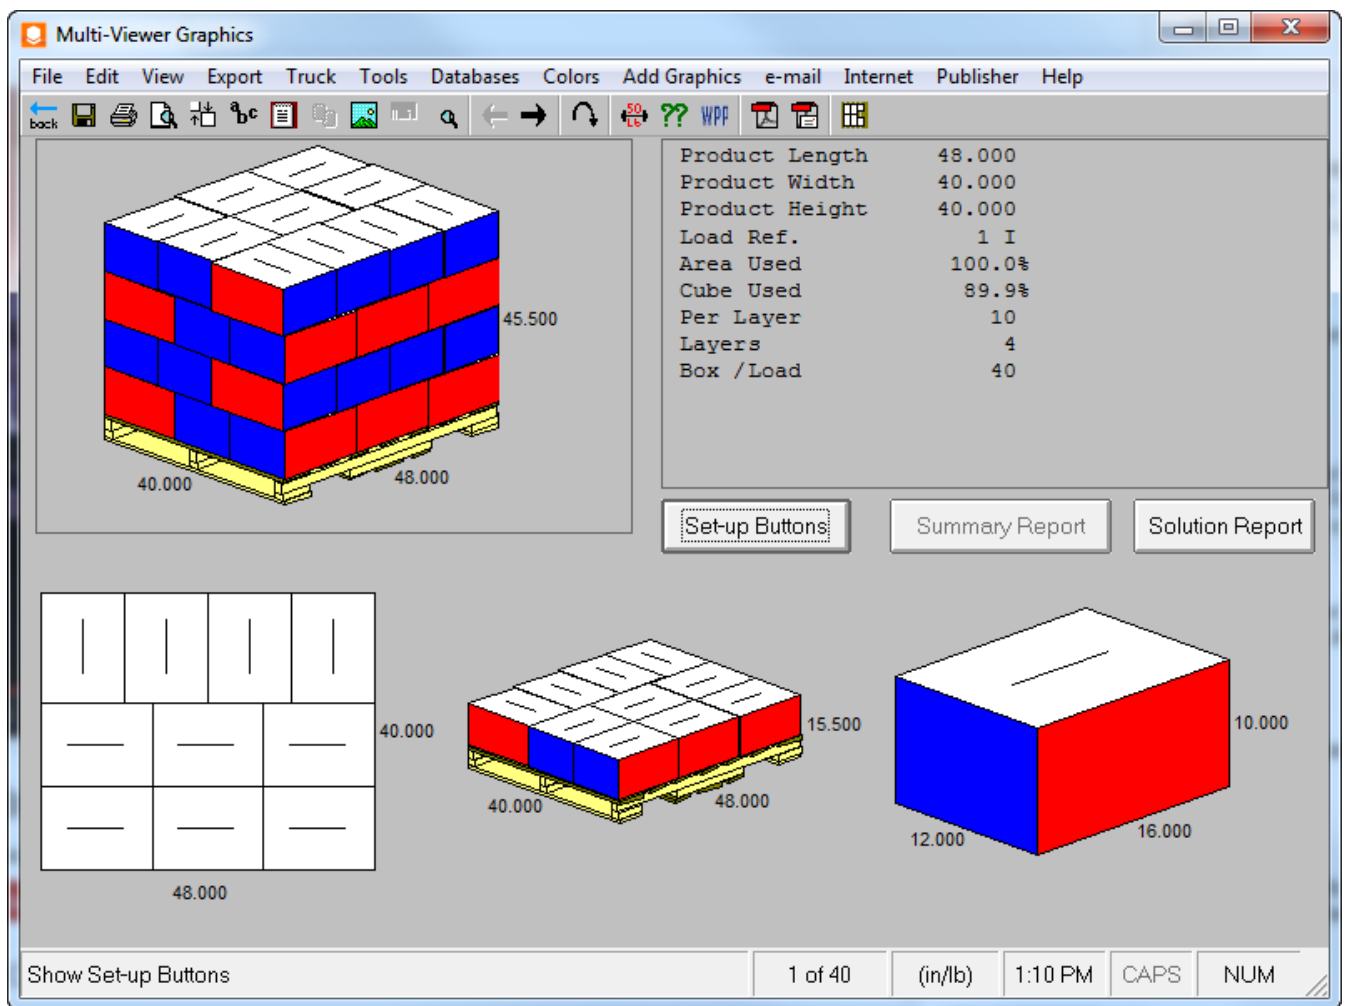 Multi-Viewer Graphics
File Edit View Export Truck Tools Databases Colors Add Graphics e-mail Internet Publisher Help
back abc 50 Lb ?? WPP
Product Length 48.000
Product Width 40.000
Product Height 40.000
Load Ref. 1 I
Area Used 100.0%
Cube Used 89.9%
Per Layer 10
Layers 4
Box /Load 40
45.500
40.000
48.000
Set-up Buttons Summary Report Solution Report
40.000
48.000
15.500
40.000
48.000
10.000
12.000
16.000
Show Set-up Buttons 1 of 40 (in/lb) 1:10 PM CAPS NUM